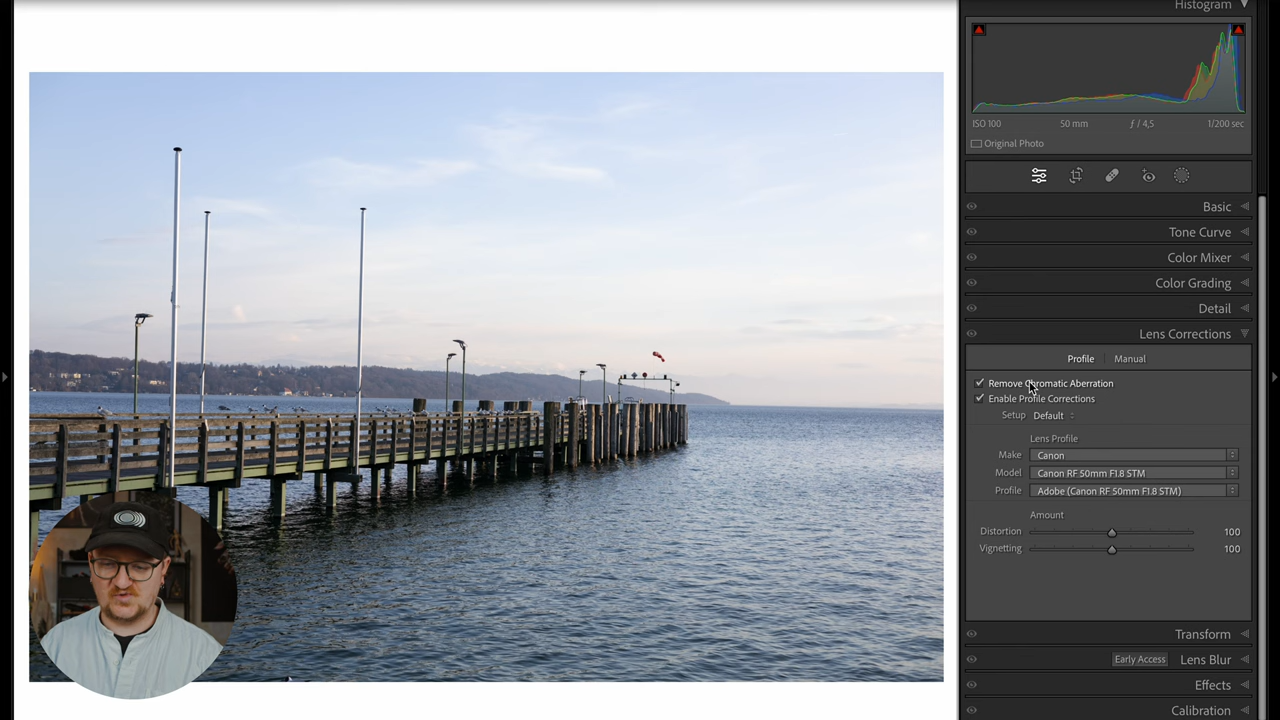 Histogram
ISO 100 50 mm ƒ / 4,5 1/200 sec
Original Photo
Basic
Tone Curve
Color Mixer
Color Grading
Detail
Lens Corrections
Profile Manual
Remove Chromatic Aberration
Enable Profile Corrections
Setup Default
Lens Profile
Make Canon
Model Canon RF 50mm F1.8 STM
Profile Adobe (Canon RF 50mm F1.8 STM)
Amount
Distortion 100
Vignetting 100
Transform
Early Access Lens Blur
Effects
Calibration